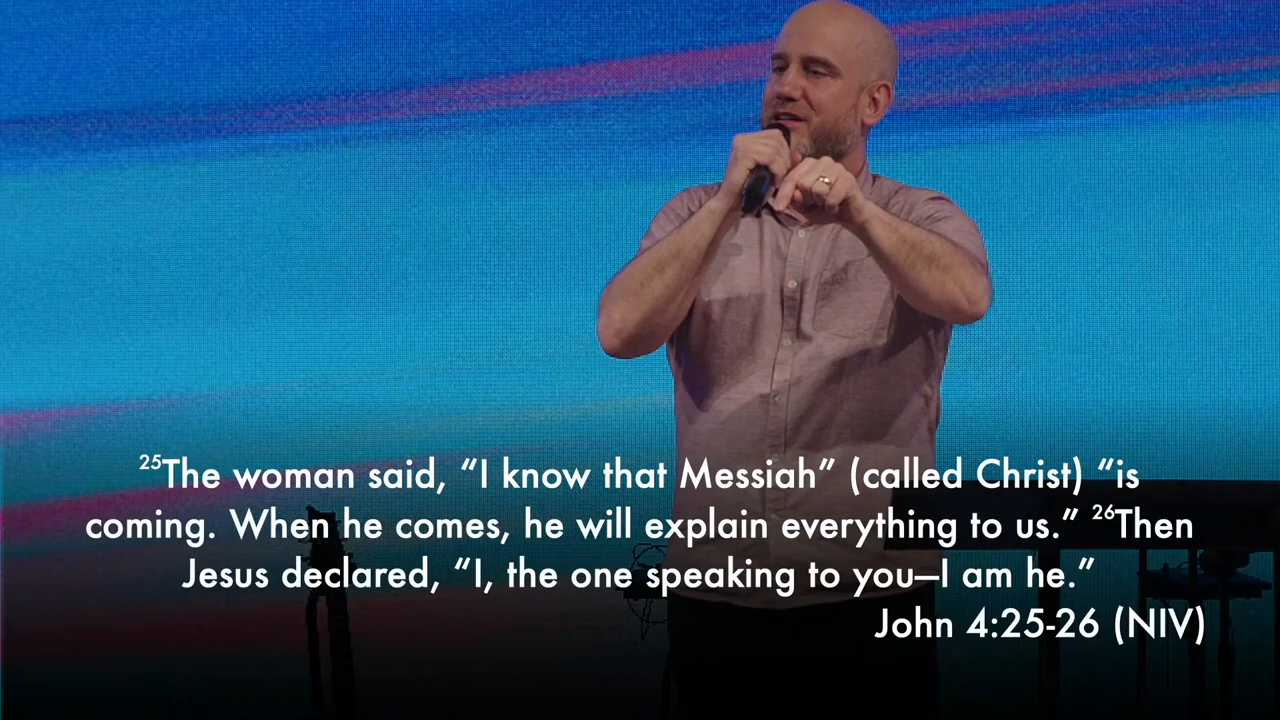 25The woman said, “I know that Messiah” (called Christ) “is
coming. When he comes, he will explain everything to us.” 26Then
Jesus declared, “I, the one speaking to you—I am he.”
John 4:25-26 (NIV)